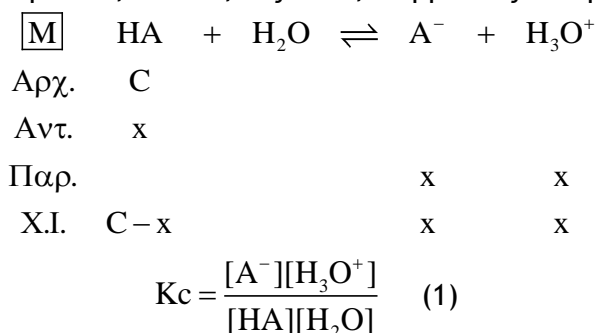 M HA + H₂O ⇌ A⁻ + H₃O⁺
Αρχ. C
Αντ. x
Παρ. x x
Χ.Ι. C – x x x
Kc = [A⁻][H₃O⁺] / [HA][H₂O] (1)